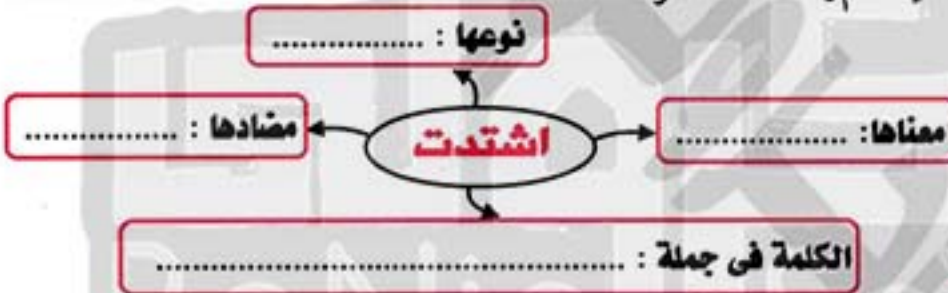 نوعها : ................
معناها: ................
اشتدت
مضادها : ................
الكلمة فى جملة : ..................................................